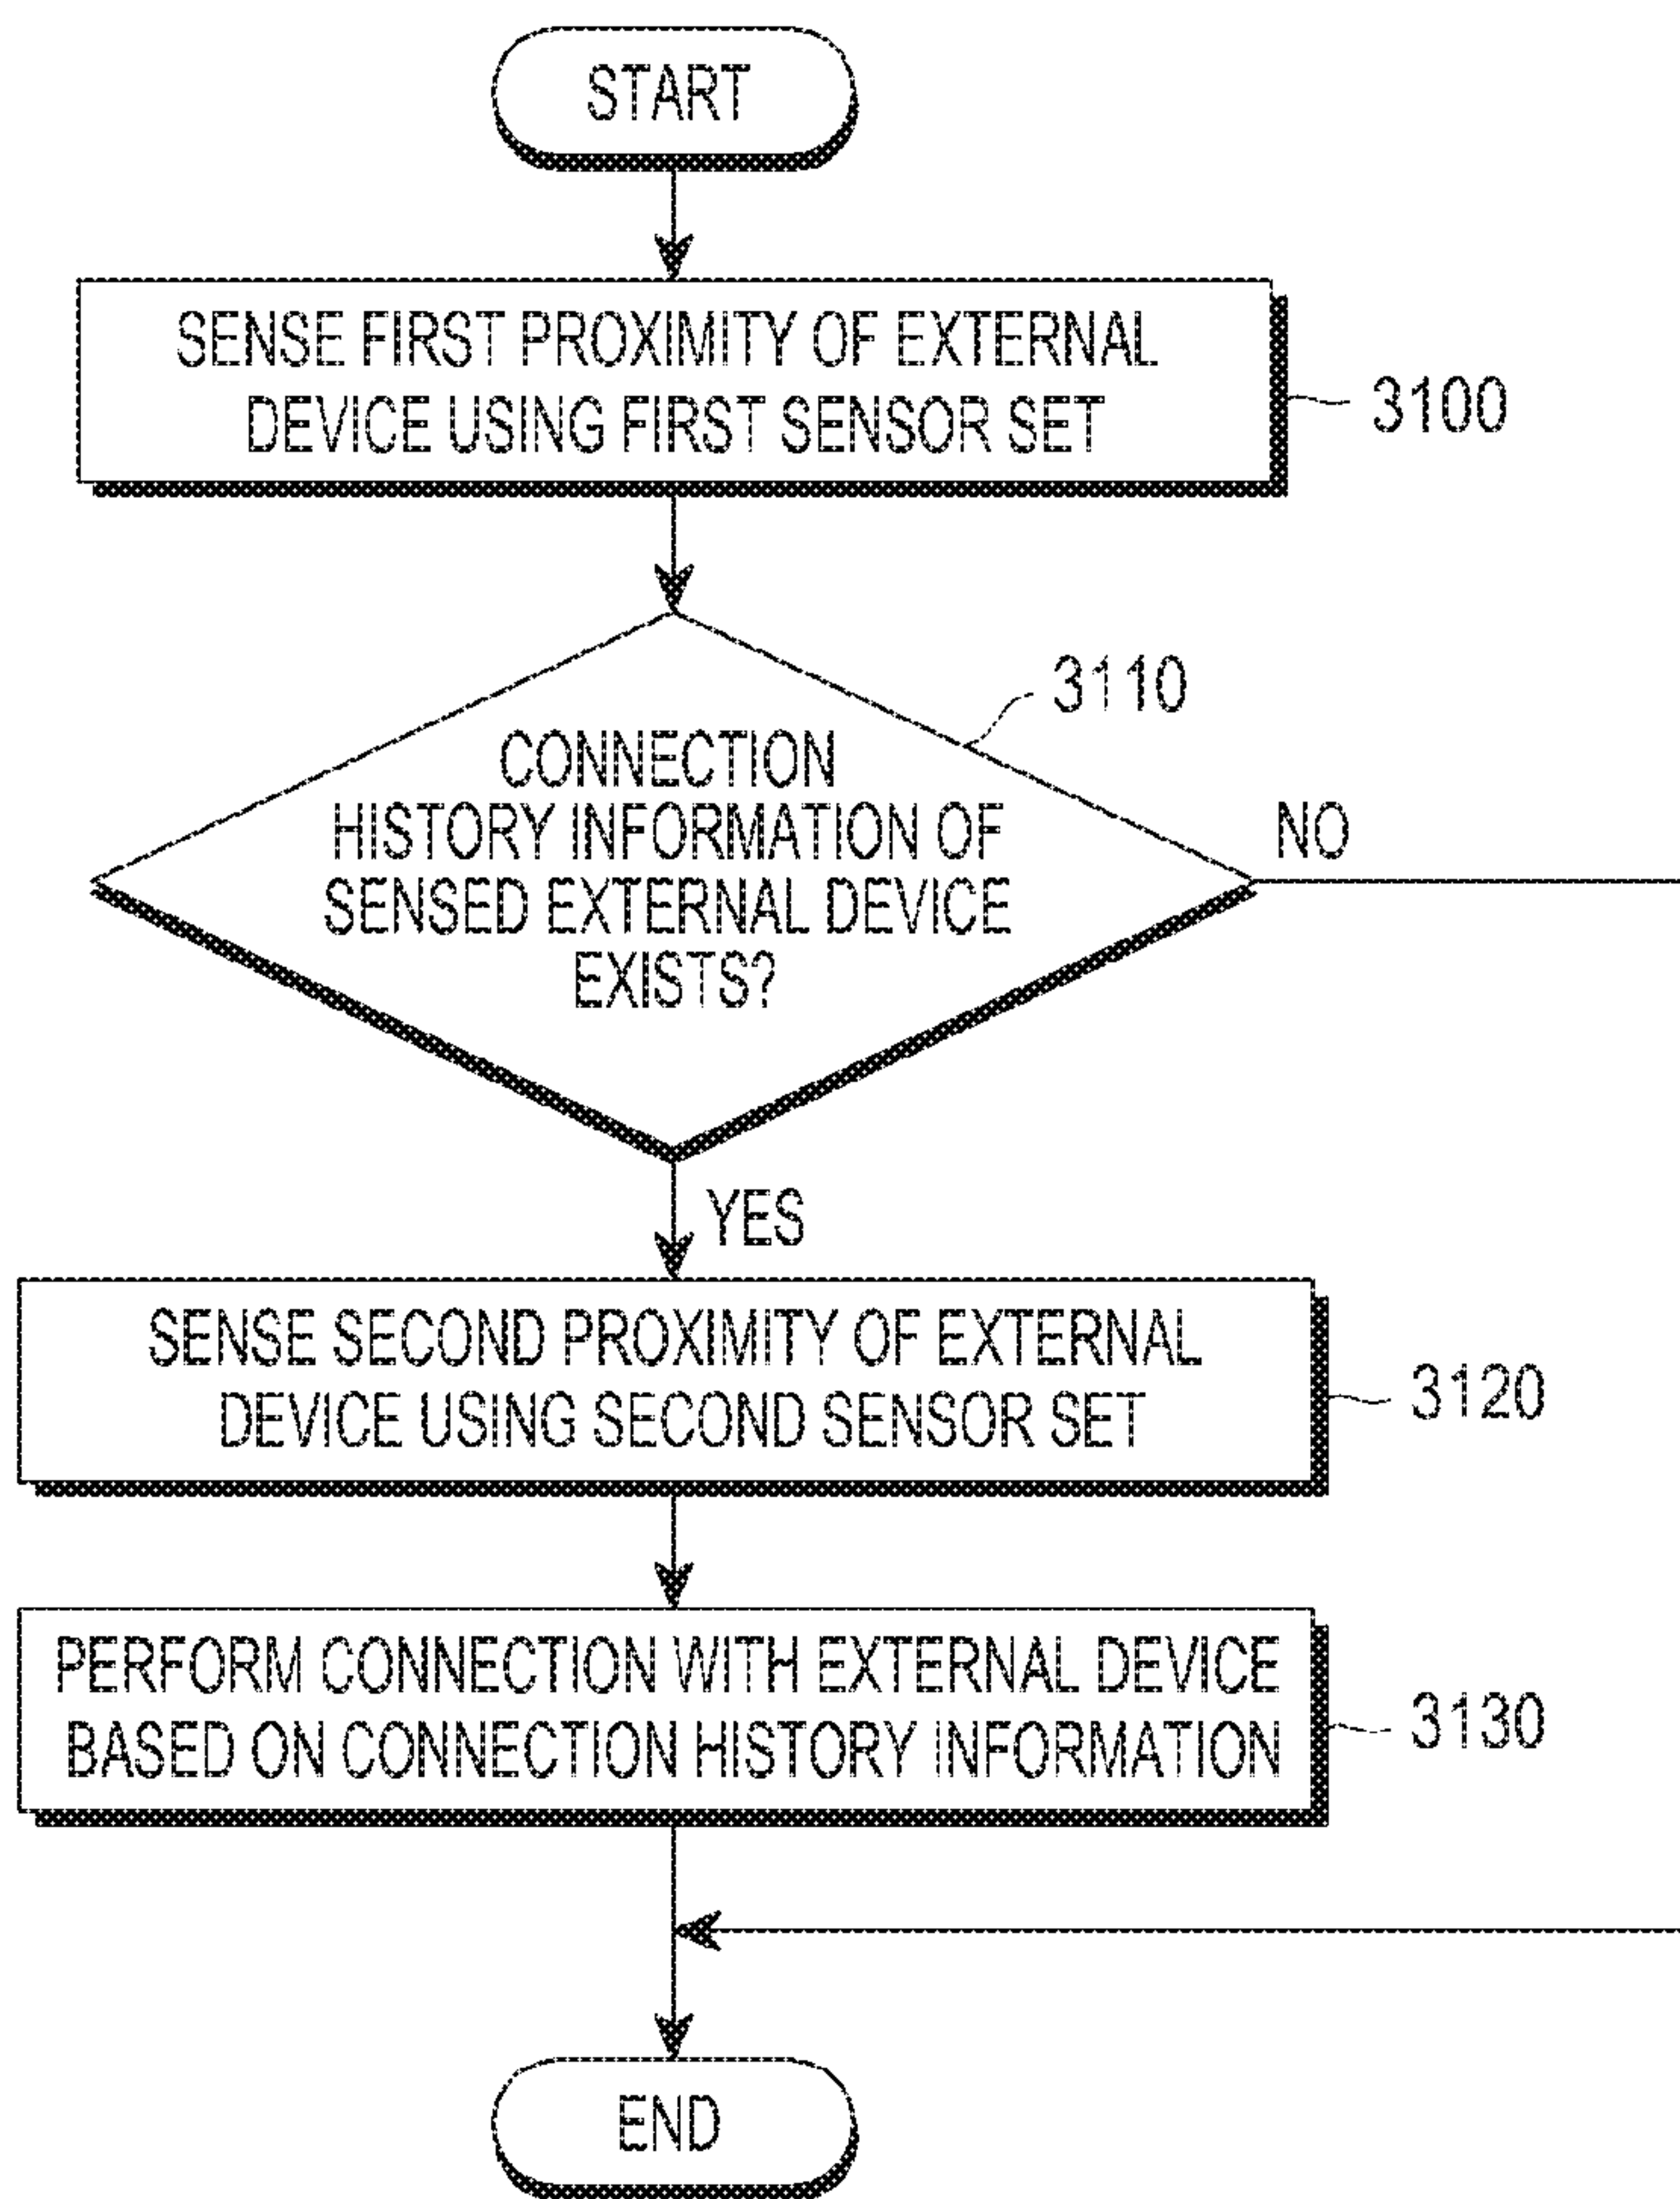 START
SENSE FIRST PROXIMITY OF EXTERNAL
DEVICE USING FIRST SENSOR SET
3100
3110
CONNECTION
HISTORY INFORMATION OF
SENSED EXTERNAL DEVICE
EXISTS?
NO
YES
SENSE SECOND PROXIMITY OF EXTERNAL
DEVICE USING SECOND SENSOR SET
3120
PERFORM CONNECTION WITH EXTERNAL DEVICE
BASED ON CONNECTION HISTORY INFORMATION
3130
END